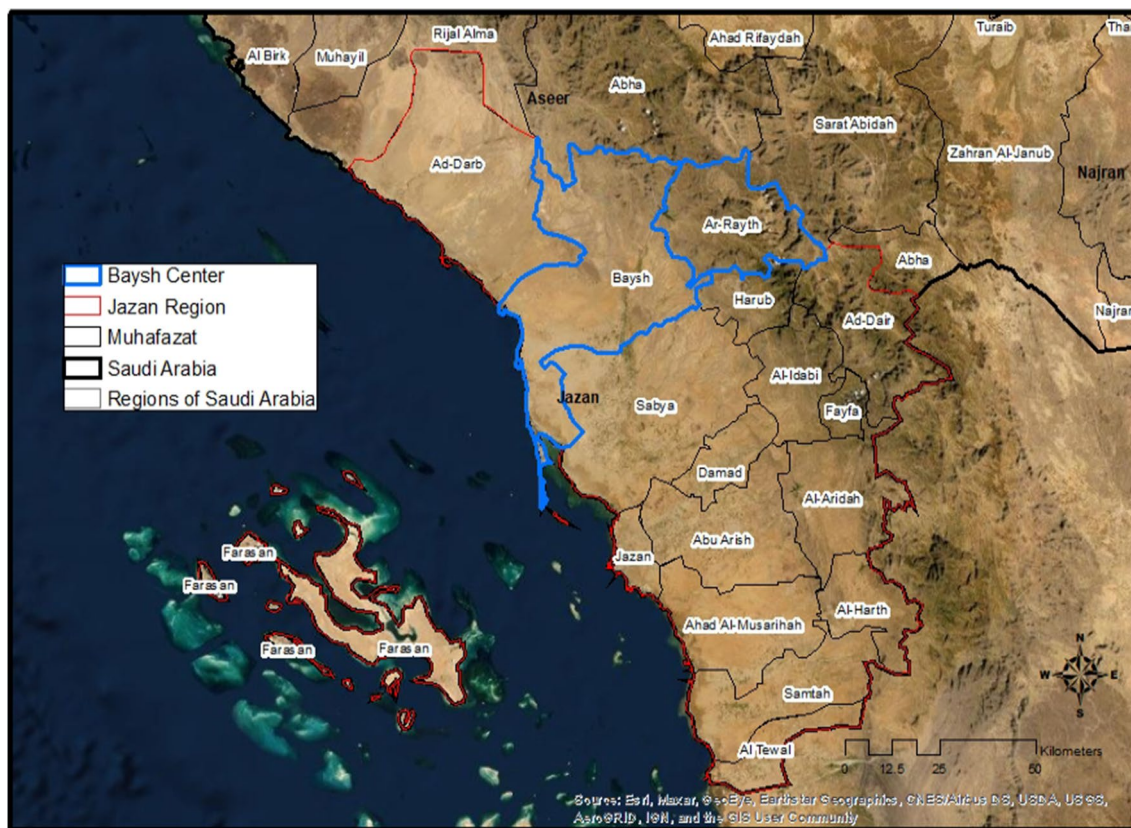 Rijal Alma
Al Birk
Muhayil
Ahad Rifaydah
Turaib
Abha
Aseer
Sarat Abidah
Zahran Al-Janub
Najran
Ad-Darb
Ar-Rayth
Abha
Baysh
Harub
Ad-Dair
Najran
Baysh Center
Jazan Region
Muhafazat
Saudi Arabia
Regions of Saudi Arabia
Al-Idabi
Jazan
Sabya
Fayfa
Damad
Al-Aridah
Abu Arish
Farasan
Jazan
Farasan
Al-Harth
Ahad Al-Musarihah
Farasan
Farasan
N
W
E
S
Samtah
Al Tewal
Kilometers
0 12.5 25 50
Source: Esri, Maxar, GeoEye, Earthstar Geographics, CNES/Airbus DS, USDA, USGS,
AeroGRID, IGN, and the GIS User Community